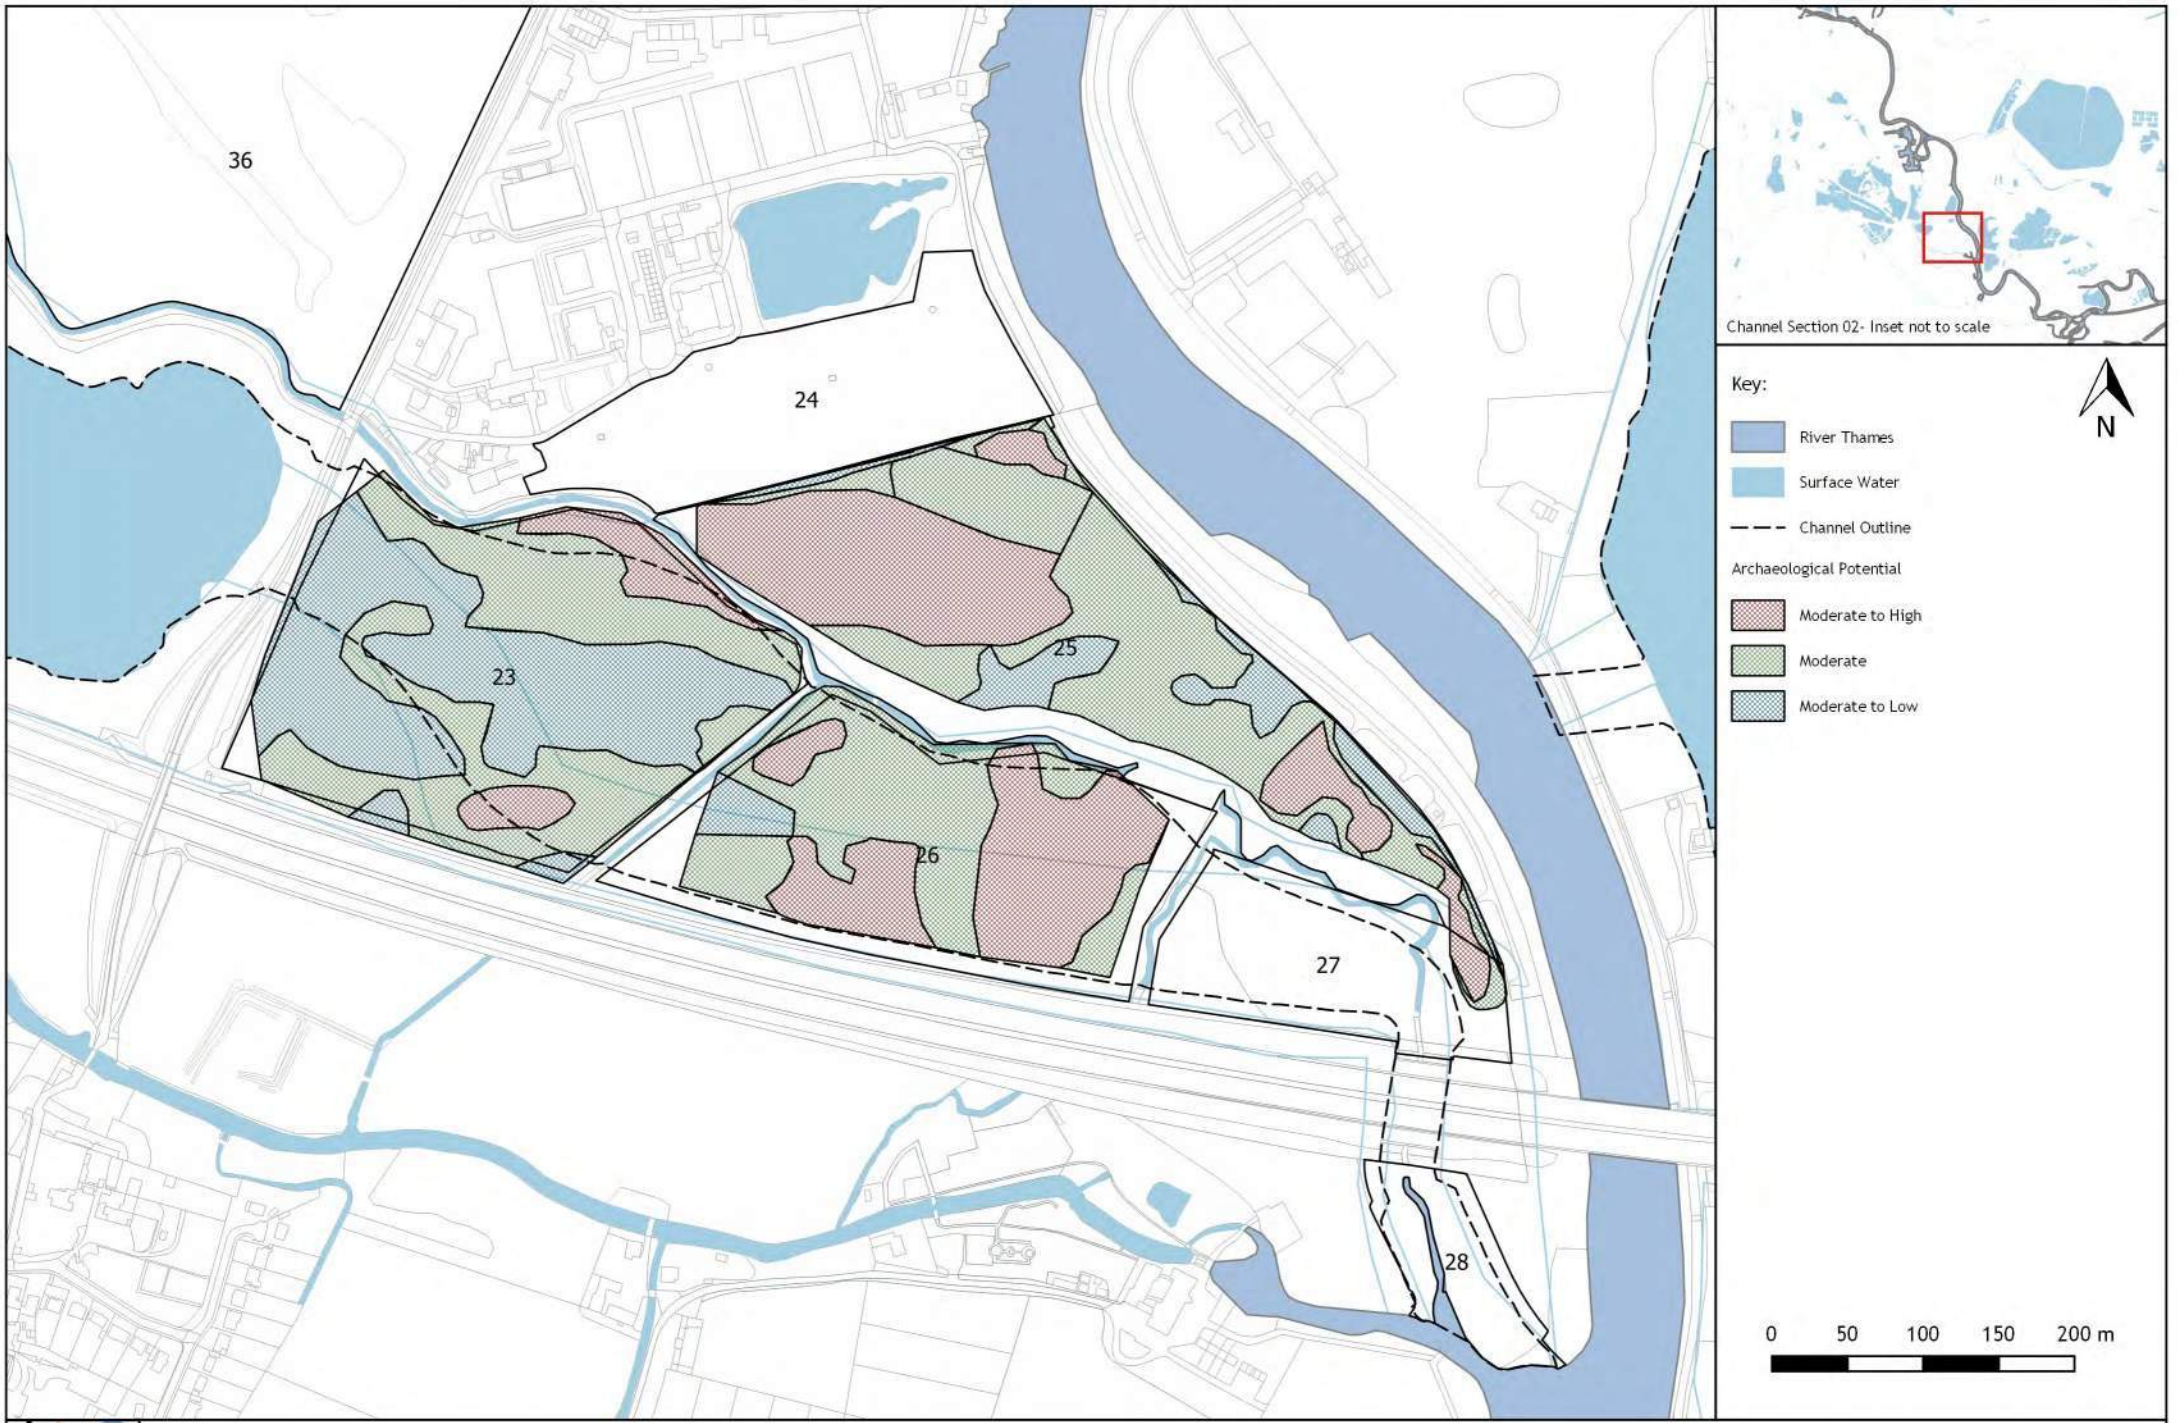 36
24
25
23
26
27
28
Channel Section 02- Inset not to scale
Key:
N
River Thames
Surface Water
Channel Outline
Archaeological Potential
Moderate to High
Moderate
Moderate to Low
0 50 100 150 200 m